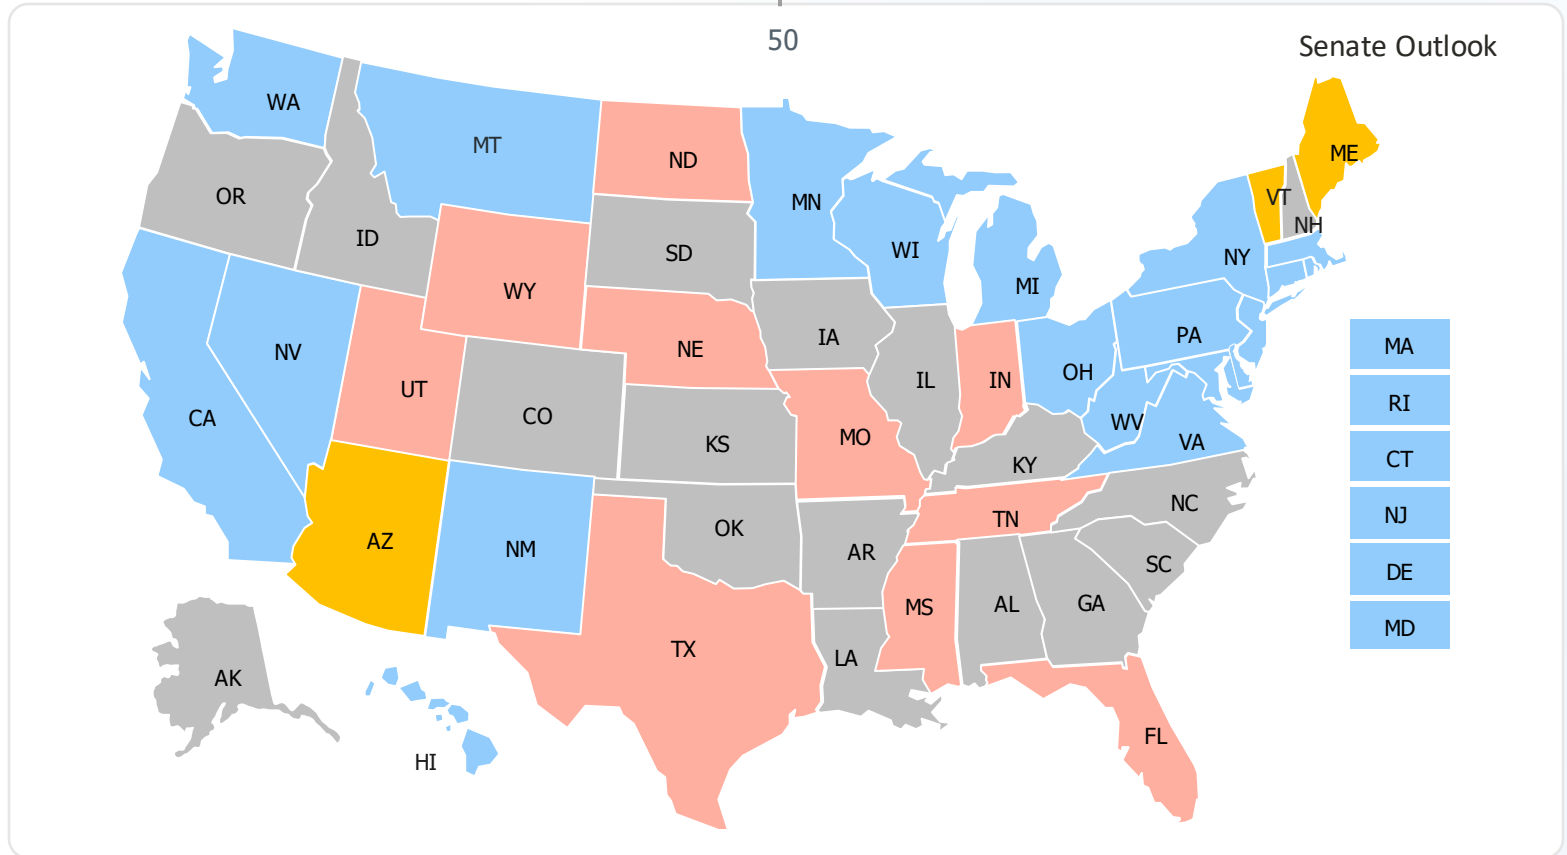 50
Senate Outlook
WA
MT
ND
ME
OR
MN
VT
NH
ID
SD
WI
NY
WY
MI
NV
NE
IA
PA
MA
UT
CO
IL
IN
OH
RI
CA
KS
MO
KY
WV
VA
CT
AZ
NM
OK
TN
NC
NJ
AR
SC
DE
MS
AL
GA
MD
TX
LA
AK
FL
HI